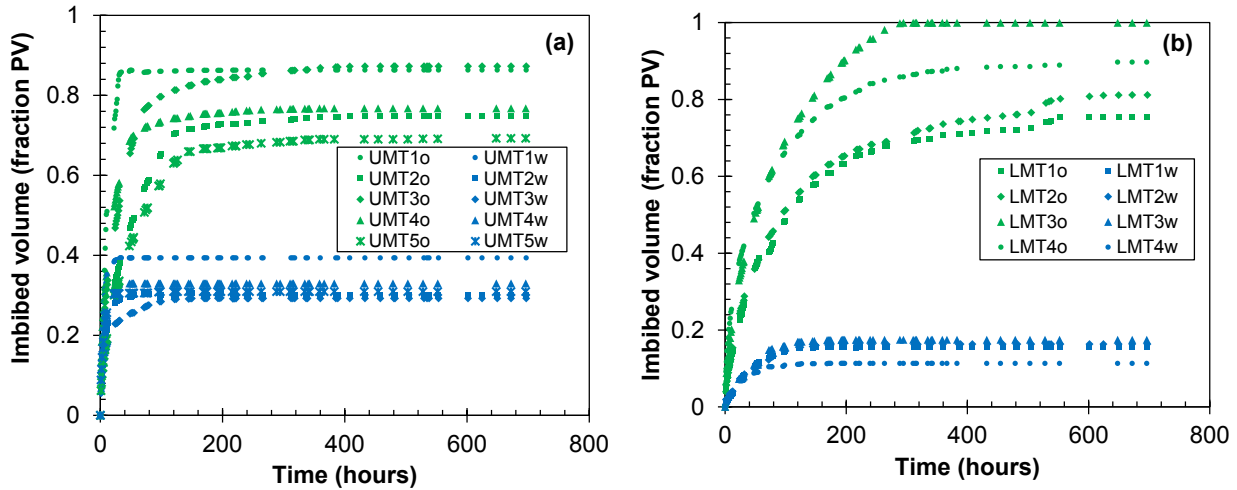 (a)
Imbibed volume (fraction PV)
1
0.8
0.6
0.4
0.2
0
UMT1o UMT1w
UMT2o UMT2w
UMT3o UMT3w
UMT4o UMT4w
UMT5o UMT5w
0 200 400 600 800
Time (hours)
(b)
Imbibed volume (fraction PV)
1
0.8
0.6
0.4
0.2
0
LMT1o LMT1w
LMT2o LMT2w
LMT3o LMT3w
LMT4o LMT4w
0 200 400 600 800
Time (hours)